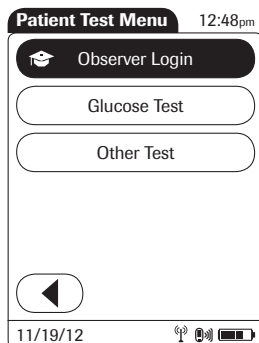 Patient Test Menu 12:48pm
Observer Login
Glucose Test
Other Test
11/19/12